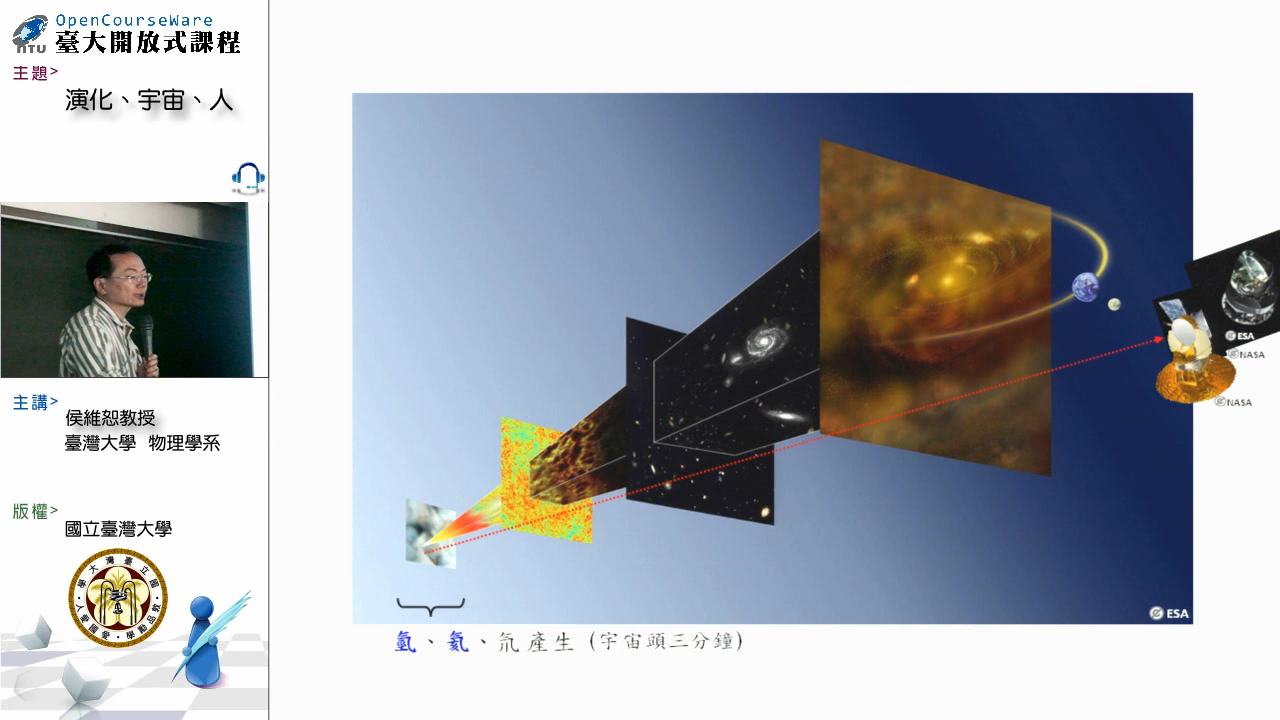 OpenCourseWare
NTU
臺大開放式課程
主題>
演化、宇宙、人
主講>
侯維恕教授
臺灣大學 物理學系
版權>
國立臺灣大學
ESA
NASA
NASA
ESA
氫、氦、氘產生 (宇宙頭三分鐘)